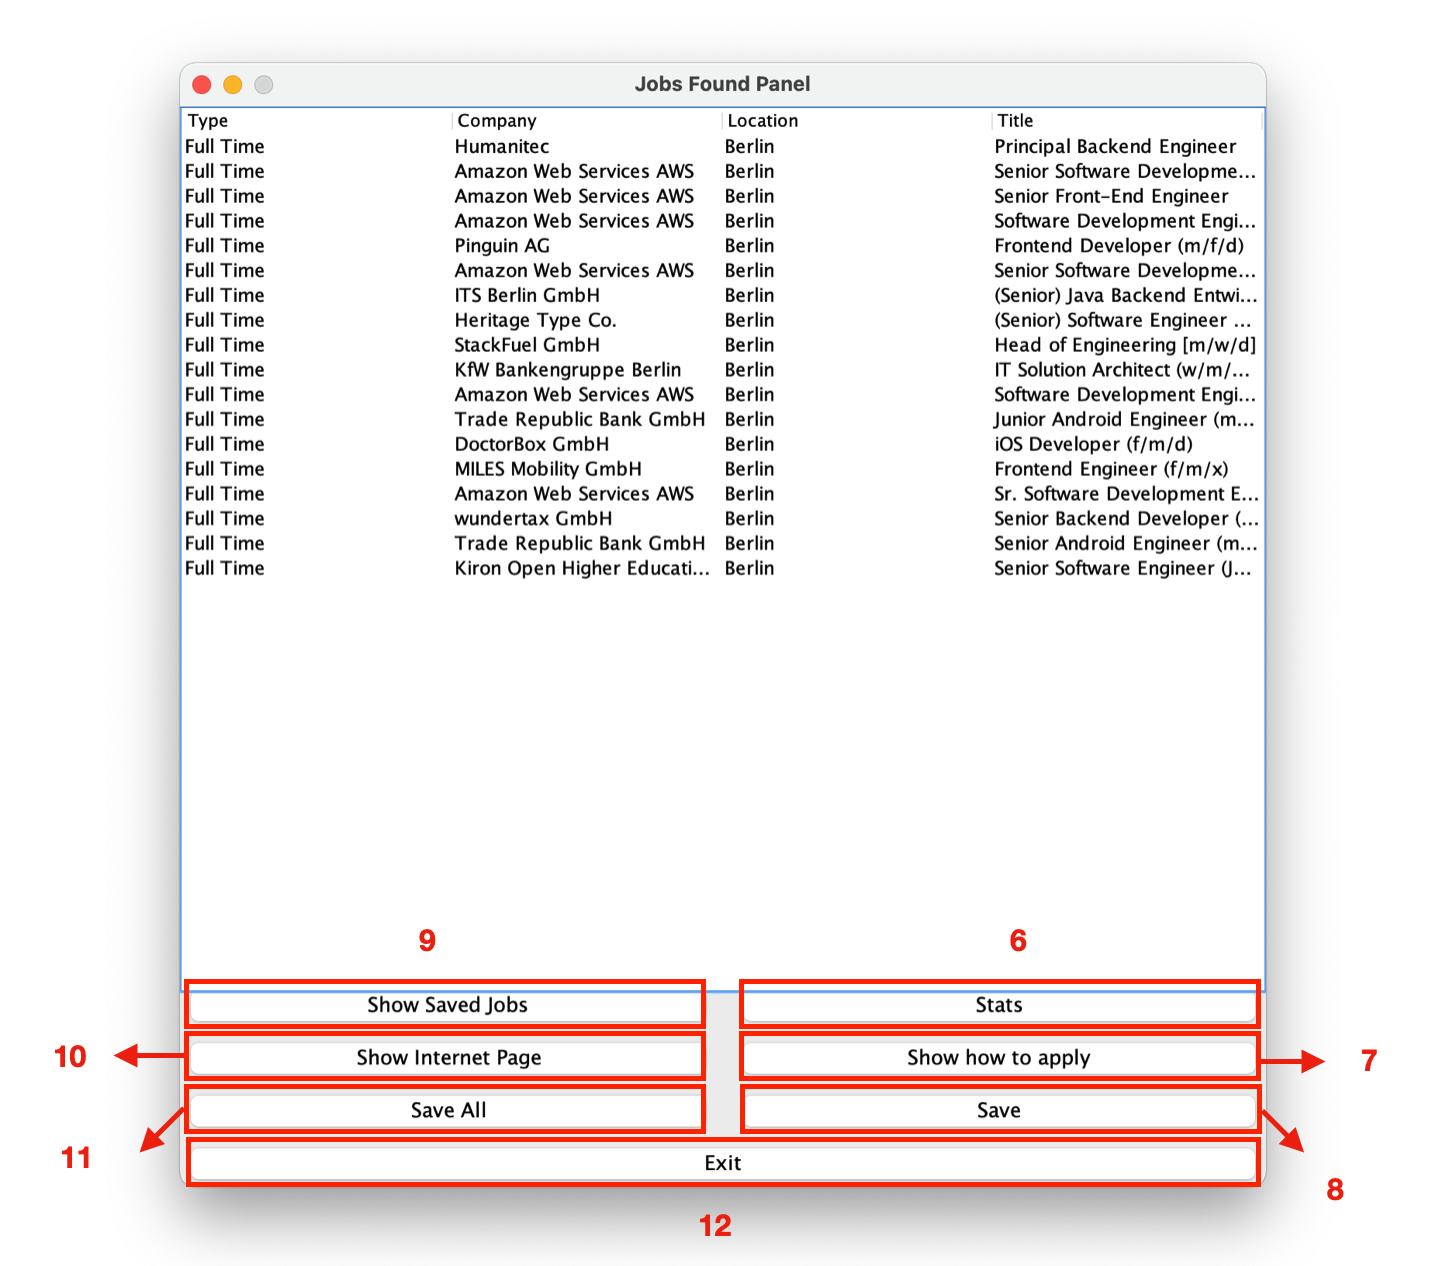 Jobs Found Panel
Type Company Location Title
Full Time Humanitec Berlin Principal Backend Engineer
Full Time Amazon Web Services AWS Berlin Senior Software Developme...
Full Time Amazon Web Services AWS Berlin Senior Front-End Engineer
Full Time Amazon Web Services AWS Berlin Software Development Engi...
Full Time Pinguin AG Berlin Frontend Developer (m/f/d)
Full Time Amazon Web Services AWS Berlin Senior Software Developme...
Full Time ITS Berlin GmbH Berlin (Senior) Java Backend Entwi...
Full Time Heritage Type Co. Berlin (Senior) Software Engineer ...
Full Time StackFuel GmbH Berlin Head of Engineering [m/w/d]
Full Time KfW Bankengruppe Berlin Berlin IT Solution Architect (w/m/...
Full Time Amazon Web Services AWS Berlin Software Development Engi...
Full Time Trade Republic Bank GmbH Berlin Junior Android Engineer (m...
Full Time DoctorBox GmbH Berlin iOS Developer (f/m/d)
Full Time MILES Mobility GmbH Berlin Frontend Engineer (f/m/x)
Full Time Amazon Web Services AWS Berlin Sr. Software Development E...
Full Time wundertax GmbH Berlin Senior Backend Developer (...
Full Time Trade Republic Bank GmbH Berlin Senior Android Engineer (m...
Full Time Kiron Open Higher Educati... Berlin Senior Software Engineer (J...
9 6
Show Saved Jobs Stats
10 Show Internet Page Show how to apply 7
Save All Save
11 Exit 8
12